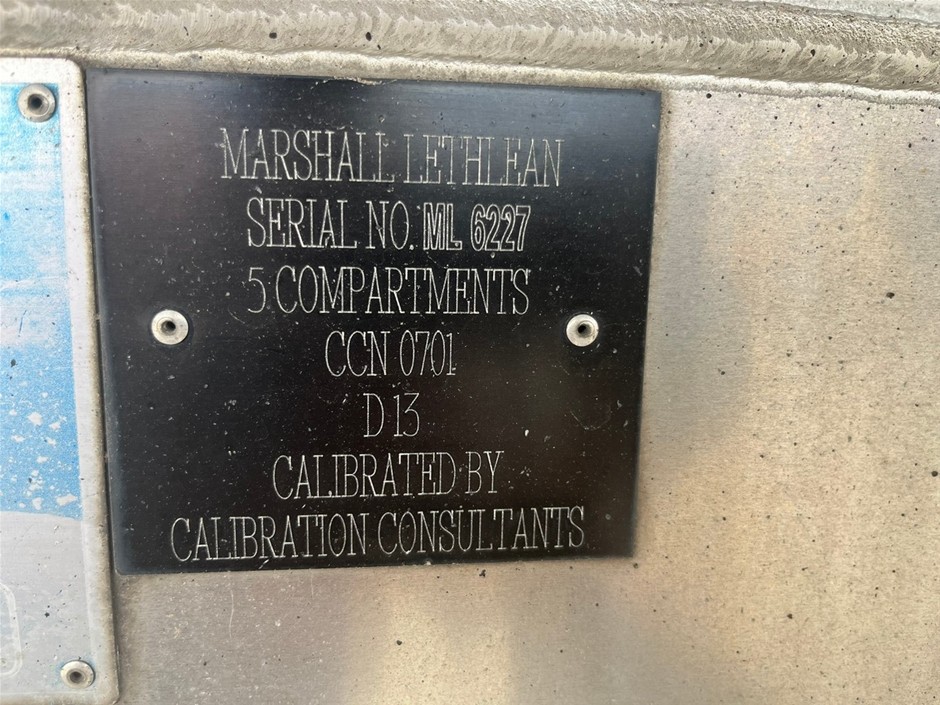 MARSHALL LETHLEAN
SERIAL NO. ML 6227
5 COMPARTMENTS
CCN 0701
D 13
CALIBRATED BY
CALIBRATION CONSULTANTS